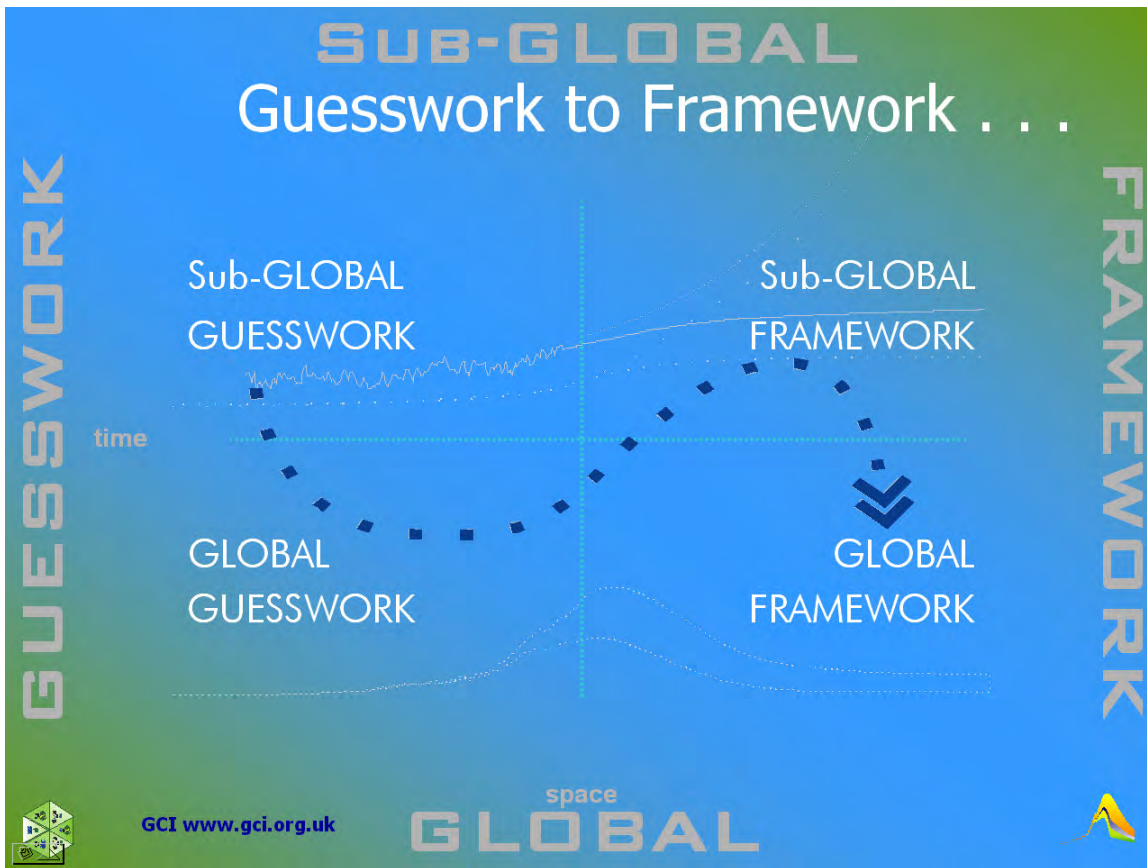 Sub-GLOBAL
Guesswork to Framework . . .
GUESSWORK
FRAMEWORK
Sub-GLOBAL
GUESSWORK
Sub-GLOBAL
FRAMEWORK
time
GLOBAL
GUESSWORK
GLOBAL
FRAMEWORK
space
GCI www.gci.org.uk
GLOBAL